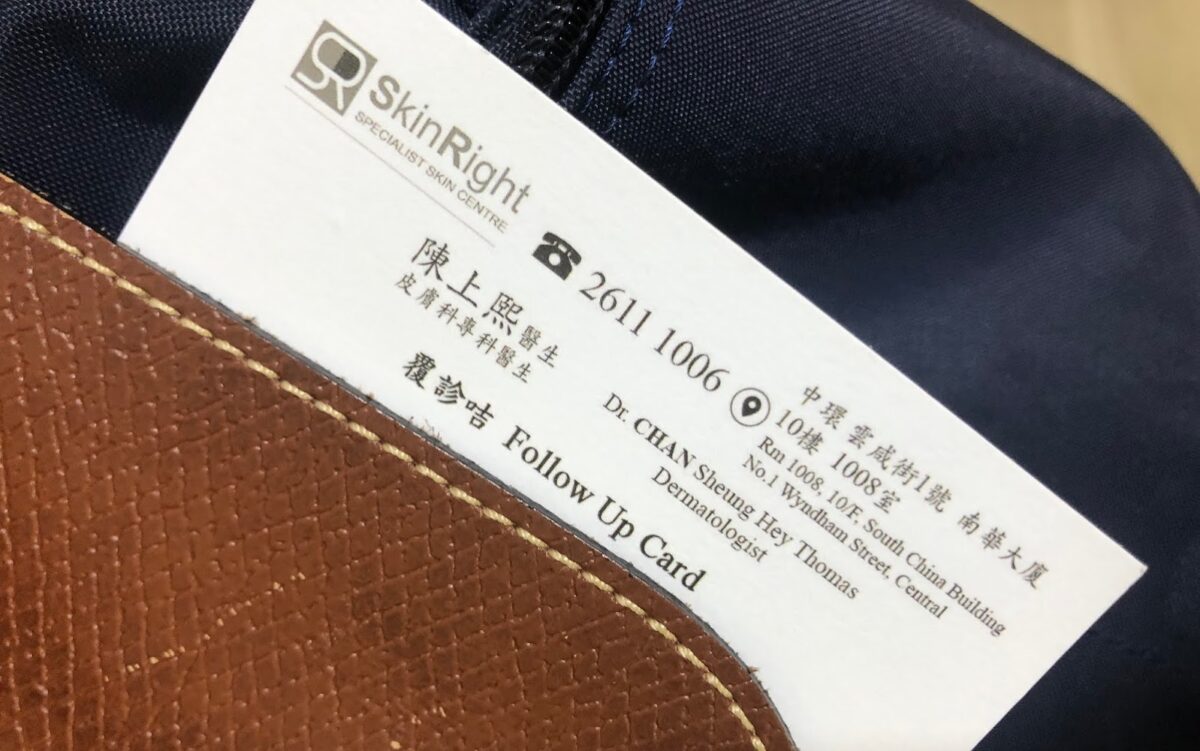 SkinRight
SPECIALIST SKIN CENTRE
☎ 2611 1006
中環雲咸街1號 南華大廈
10樓 1008室
Rm 1008, 10/F, South China Building
No.1 Wyndham Street, Central
陳上熙醫生
皮膚科專科醫生
Dr. CHAN Sheung Hey Thomas
Dermatologist
覆診咭 Follow Up Card